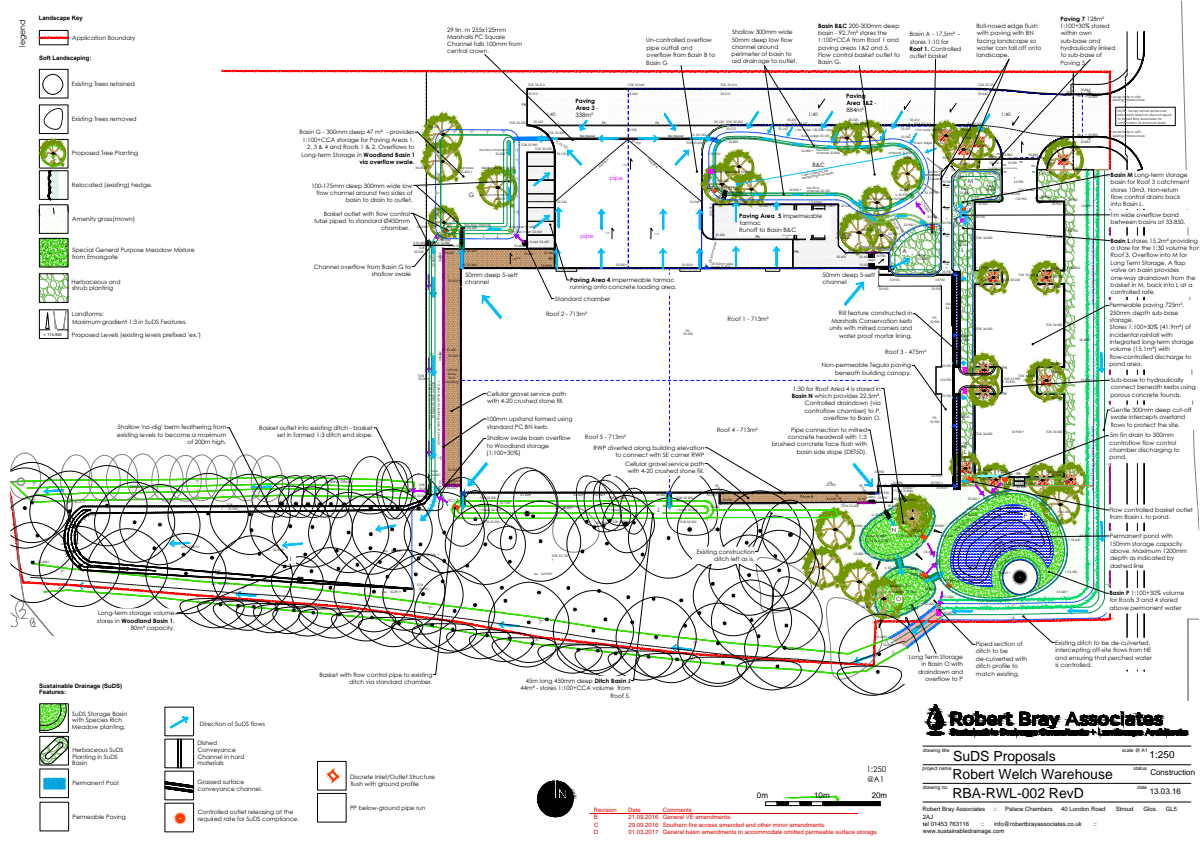 legend
Landscape Key
Application Boundary
Soft Landscaping:
Existing Trees retained
Existing Trees removed
Proposed Tree Planting
Relocated (existing) hedge.
Amenity grass(mown)
Special General Purpose Meadow Mixture
from Emorsgate
Herbaceous and
shrub planting
Landforms:
Maximum gradient 1:3 in SuDS Features.
Proposed Levels (existing levels prefixed 'ex.')
29 lin. m 255x125mm
Marshalls PC Square
Channel falls 100mm from
central crown.
Un-controlled overflow
pipe outfall and
overflow from Basin B to
Basin G
Shallow 300mm wide
50mm deep low flow
channel around
perimeter of basin to
aid drainage to outlet.
Basin B&C 200-300mm deep
basin - 92.7m³ stores the
1:100+CCA from Roof 1 and
paving areas 1&2 and 5.
Flow control basket outlet to
Basin G.
Basin A - 17.5m³ -
stores 1:10 for
Roof 1. Controlled
outlet basket
Bull-nosed edge flush
with paving with BN
facing landscape so
water can fall off onto
landscape.
Paving 7 128m²
1:100+30% stored
within own
sub-base and
hydraulically linked
to sub-base of
Paving 5.
Paving
Area 3 -
338m²
Paving
Area 1&2 -
884m²
Basin G - 300mm deep 47 m³ - provides
1:100+CCA storage for Paving Areas 1,
2, 3 & 4 and Roofs 1 & 2. Overflows to
Long-term Storage in Woodland Basin 1
via overflow swale.
100-175mm deep 300mm wide low
flow channel around two sides of
basin to drain to outlet.
Basket outlet with flow control
tube piped to standard Ø450mm
chamber.
Channel overflow from Basin G to
shallow swale
G
B&C
A
M
pipe
pipe
Paving Area 5 impermeable
tarmac
Runoff to Basin B&C
50mm deep S-seff
channel
Paving Area 4 impermeable tarmac
running onto concrete loading area.
Standard chamber
50mm deep S-seff
channel
Roof 2 - 713m²
Roof 1 - 713m²
Roof 3 - 475m²
Rill feature constructed in
Marshalls Conservation kerb
units with mitred corners and
water proof mortar lining.
Non-permeable Tegula paving
beneath building canopy.
Basin M Long-term storage
basin for Roof 3 catchment
stores 10m3. Non-return
flow control drains back
into Basin L.
1m wide overflow band
between basins at 33.850.
Basin L stores 15.2m³ providing
a store for the 1:30 volume from
Roof 3. Overflow into M for
Long Term Storage. A flap
valve on basin provides
one-way drawdown from the
basket in M, back into L at a
controlled rate.
Permeable paving 725m²,
250mm depth sub-base
storage.
Stores 1:100+30% (41.9m³) of
incidental rainfall with
integrated long-term storage
volume (15.1m³) with
flow-controlled discharge to
pond area.
Sub-base to hydraulically
connect beneath kerbs using
porous concrete founds.
Gentle 300mm deep cut-off
swale intercepts overland
flows to protect the site.
5m fin drain to 300mm
controflow flow control
chamber discharging to
pond.
Flow controlled basket outlet
from Basin L to pond.
Permanent pond with
150mm storage capacity
above. Maximum 1200mm
depth as indicated by
dashed line
Basin P 1:100+30% volume
for Roofs 3 and 4 stored
above permanent water
Existing ditch to be de-culverted,
intercepting off-site flows from NE
and ensuring that perched water
is controlled.
Cellular gravel service path
with 4-20 crushed stone fill.
100mm upstand formed using
standard PC BN kerb.
Shallow swale basin overflow
to Woodland storage
(1:100+30%)
1:30 for Roof Area 4 is stored in
Basin N which provides 22.5m³.
Controlled draindown (via
controflow chamber) to P,
overflow to Basin O.
Pipe connection to mitred
concrete headwall with 1:3
brushed concrete face flush with
basin side slope (DET50).
Shallow 'no-dig' berm feathering from
existing levels to become a maximum
of 200m high.
Basket outlet into existing ditch - basket
set in formed 1:3 ditch end slope.
Roof 5 - 713m²
Roof 4 - 713m²
RWP diverted along building elevation
to connect with SE corner RWP
Cellular gravel service path
with 4-20 crushed stone fill.
Existing construction
ditch left as is.
Long-term storage volume
stores in Woodland Basin 1.
80m³ capacity.
Basket with flow control pipe to existing
ditch via standard chamber.
45m long 450mm deep Ditch Basin J
44m³ - stores 1:100+CCA volume from
Roof 5.
Long Term Storage
in Basin O with
draindown and
overflow to P
Piped section of
ditch to be
de-culverted with
ditch profile to
match existing.
Sustainable Drainage (SuDS)
Features:
SuDS Storage Basin
with Species Rich
Meadow planting.
Herbaceous SuDS
Planting in SuDS
Basin
Permanent Pool
Permeable Paving
Direction of SuDS flows
Dished
Conveyance
Channel in hard
materials
Grassed surface
conveyance channel.
Controlled outlet releasing at the
required rate for SuDS compliance.
Discrete Inlet/Outlet Structure
flush with ground profile
PP below-ground pipe run
N
1:250
@A1
0m 10m 20m
Revision Date Comments
B 21.09.2016 General VE amendments.
C 29.09.2016 Southern fire access amended and other minor amendments.
D 01.03.2017 General basin amendments to accommodate omitted permeable surface storage.
Robert Bray Associates
Sustainable Drainage Consultants + Landscape Architects
drawing title SuDS Proposals scale @ A1 1:250
project name Robert Welch Warehouse status Construction
drawing no. RBA-RWL-002 RevD date 13.03.16
Robert Bray Associates :: Palace Chambers 40 London Road Stroud Glos. GL5
2AJ
tel 01453 763116 :: info@robertbrayassociates.co.uk ::
www.sustainabledrainage.com